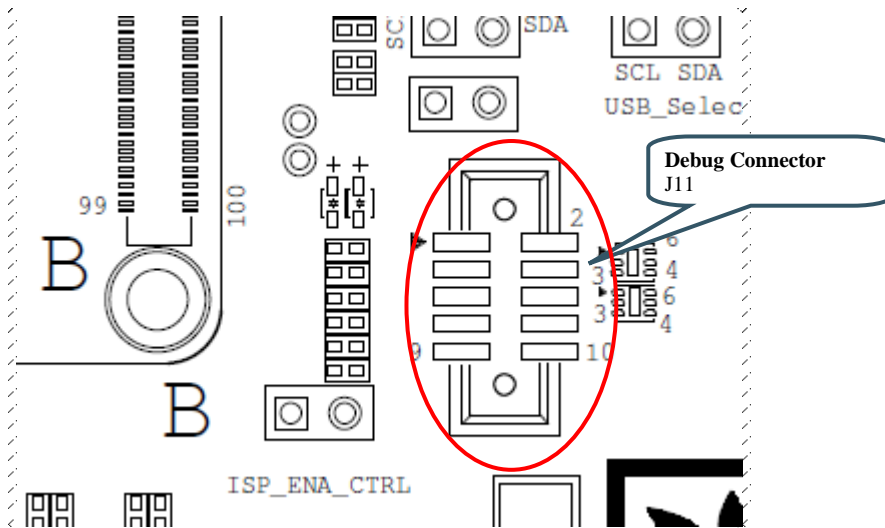 SC
SDA
SCL SDA
USB_Selec
Debug Connector
J11
99
100
B
2
6
3
4
6
3
4
9
10
B
ISP_ENA_CTRL